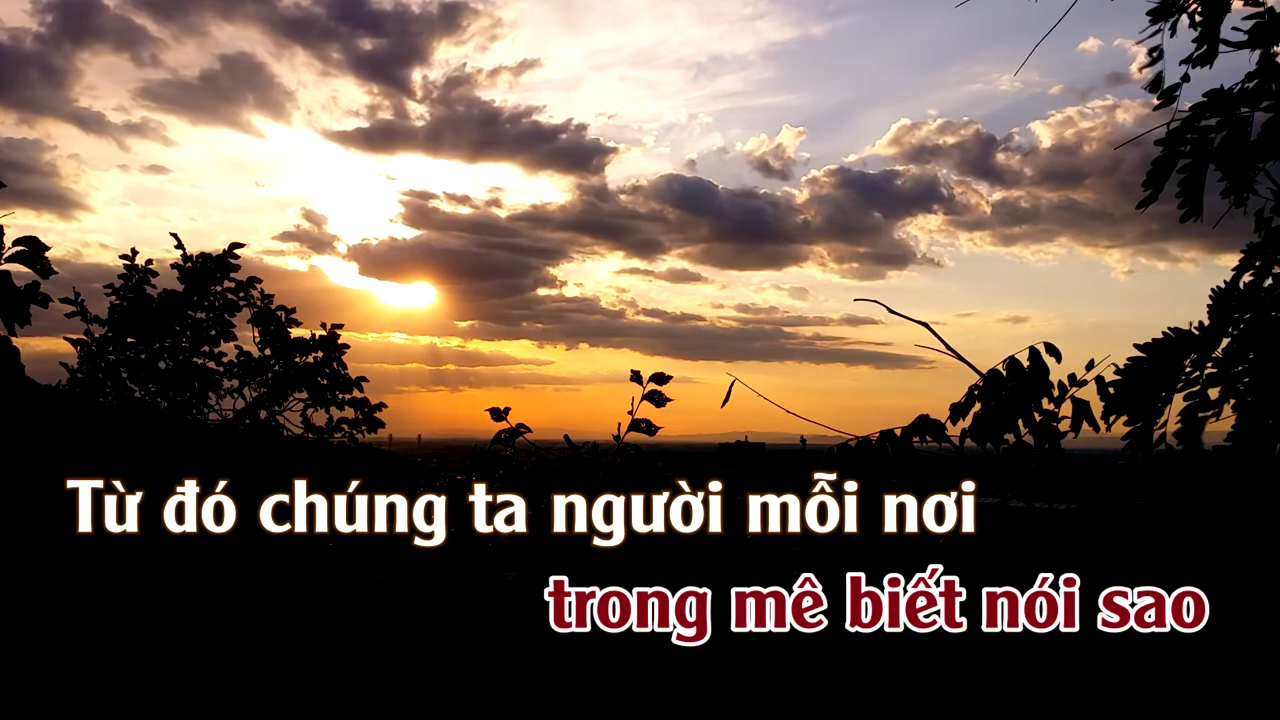 Từ đó chúng ta người mỗi nơi
trong mê biết nói sao